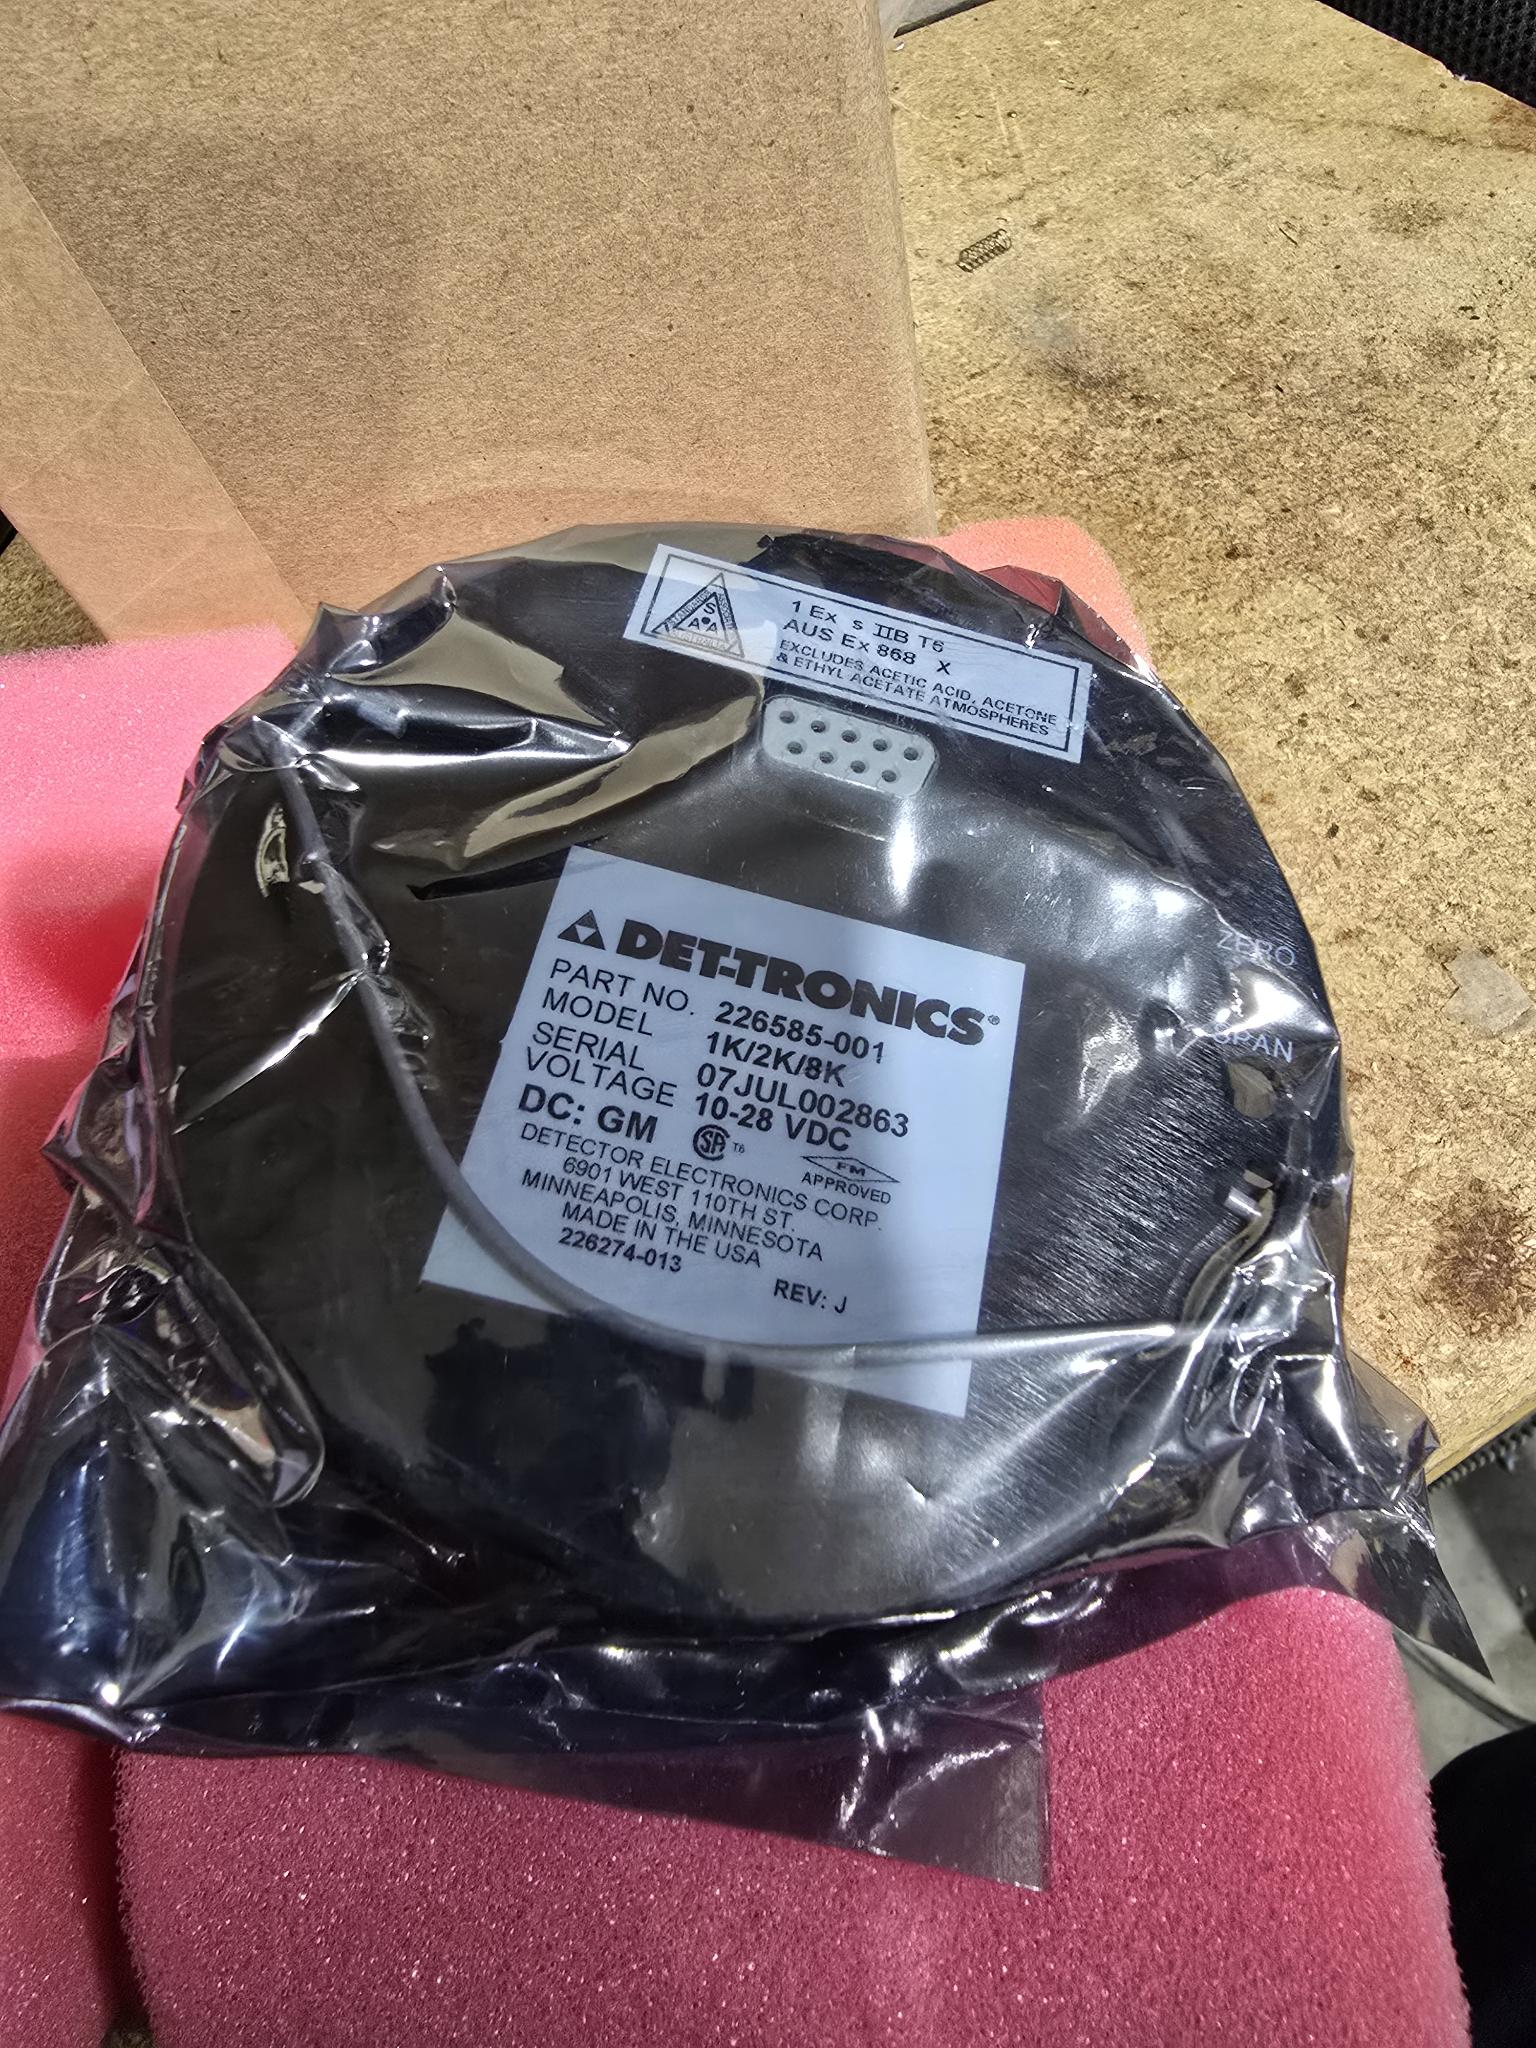 S
A A
1 Ex s IIB T6
AUS Ex 868 X
EXCLUDES ACETIC ACID, ACETONE
& ETHYL ACETATE ATMOSPHERES
ZERO
SPAN
DET-TRONICS®
PART NO. 226585-001
MODEL 1K/2K/8K
SERIAL 07JUL002863
VOLTAGE 10-28 VDC
DC: GM SA T6 FM
APPROVED
DETECTOR ELECTRONICS CORP.
6901 WEST 110TH ST.
MINNEAPOLIS, MINNESOTA
MADE IN THE USA
226274-013
REV: J